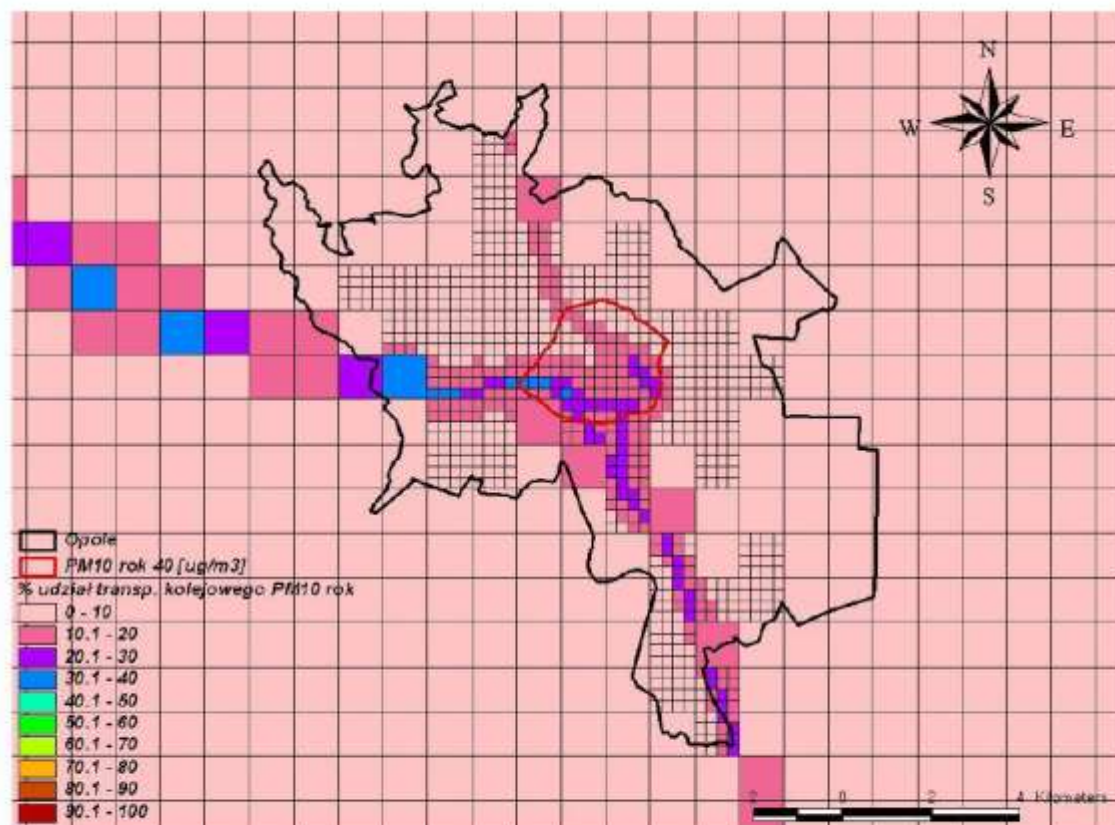 N
W E
S
Opole
PM10 rok 40 [ug/m3]
% udział transp. kolejowego PM10 rok
0 - 10
10.1 - 20
20.1 - 30
30.1 - 40
40.1 - 50
50.1 - 60
60.1 - 70
70.1 - 80
80.1 - 90
90.1 - 100
2 0 2 4 Kilometers